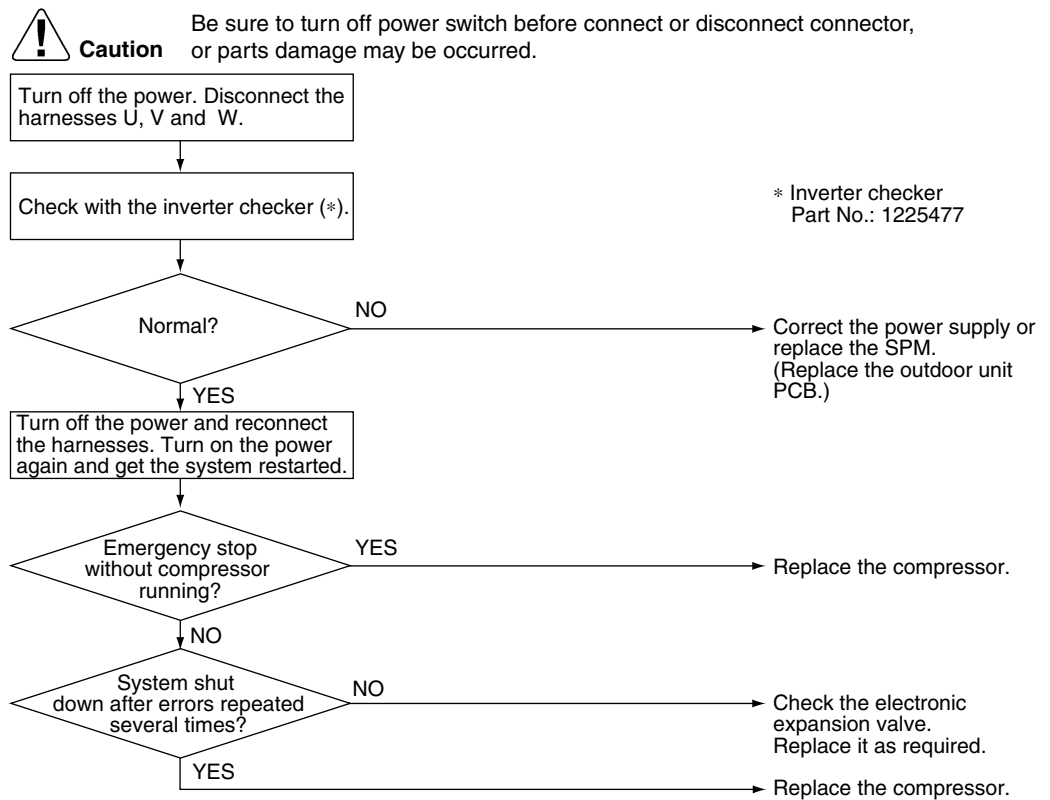 Be sure to turn off power switch before connect or disconnect connector,
Caution or parts damage may be occurred.
Turn off the power. Disconnect the
harnesses U, V and W.
Check with the inverter checker (*).
* Inverter checker
Part No.: 1225477
Normal?
NO
Correct the power supply or
replace the SPM.
(Replace the outdoor unit
PCB.)
YES
Turn off the power and reconnect
the harnesses. Turn on the power
again and get the system restarted.
Emergency stop
without compressor
running?
YES
Replace the compressor.
NO
System shut
down after errors repeated
several times?
NO
Check the electronic
expansion valve.
Replace it as required.
YES
Replace the compressor.